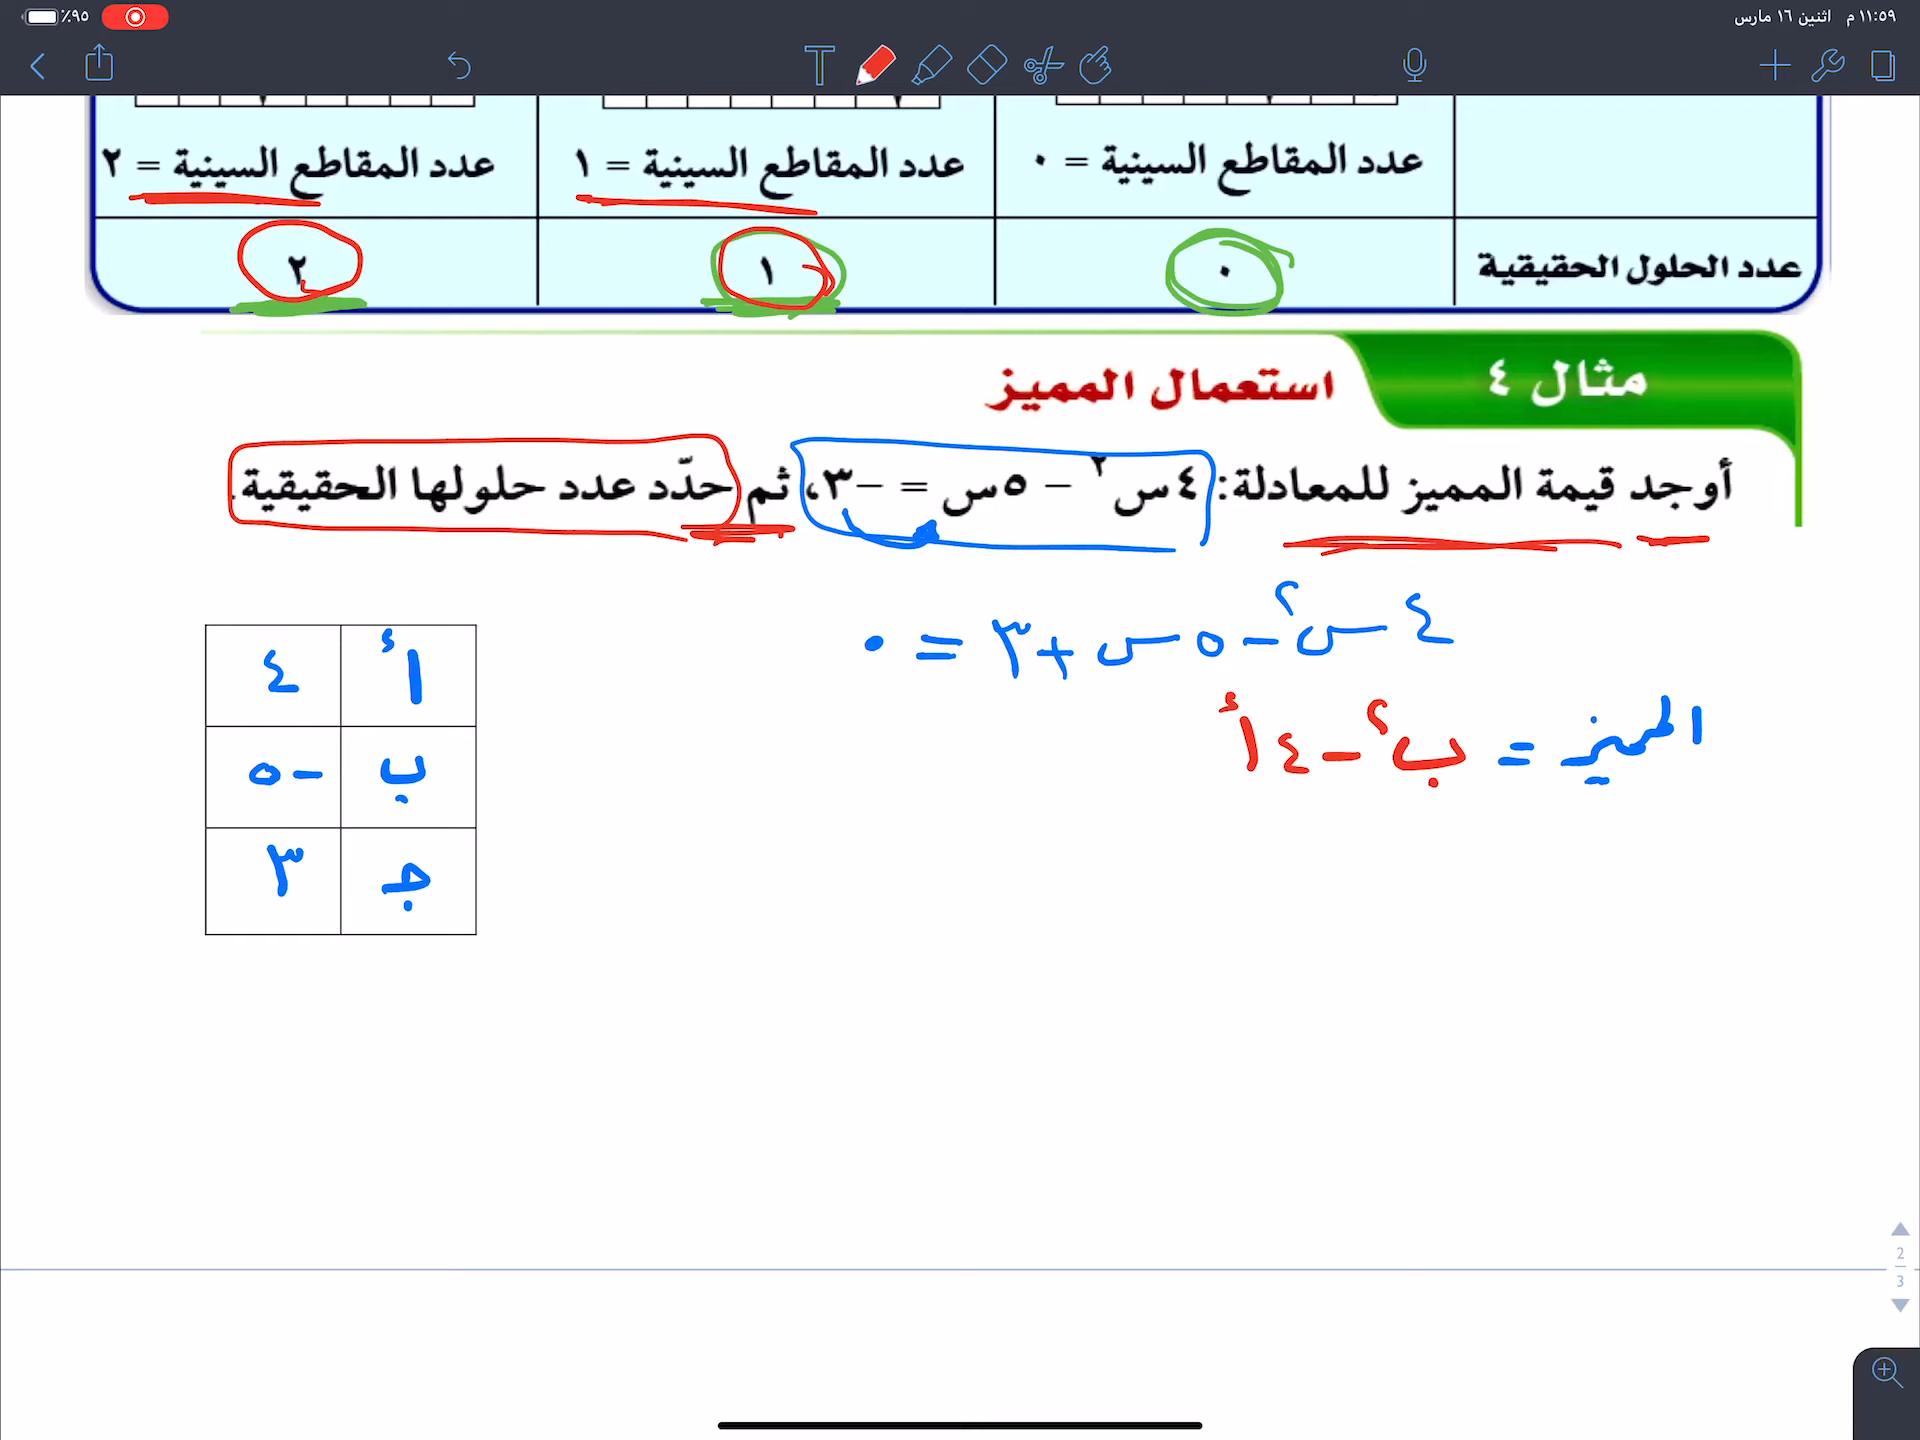 ١١:٥٩ م اثنين ١٦ مارس ٩٥٪
عدد المقاطع السينية = ٠ عدد المقاطع السينية = ١ عدد المقاطع السينية = ٢
عدد الحلول الحقيقية ٠ ١ ٢
مثال ٤ استعمال المميز
أوجد قيمة المميز للمعادلة: ٤س٢ – ٥س = –٣، ثم حدّد عدد حلولها الحقيقية.
٤س٢ – ٥س + ٣ = ٠
المميز = ب٢ – ٤أ
أ ٤
ب –٥
جـ ٣
2
3